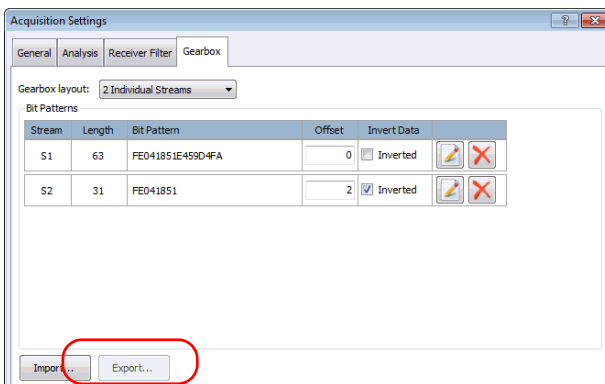 Acquisition Settings
General Analysis Receiver Filter Gearbox
Gearbox layout: 2 Individual Streams
Bit Patterns
Stream Length Bit Pattern Offset Invert Data
S1 63 FE041851E459D4FA 0 Inverted
S2 31 FE041851 2 Inverted
Import... Export...